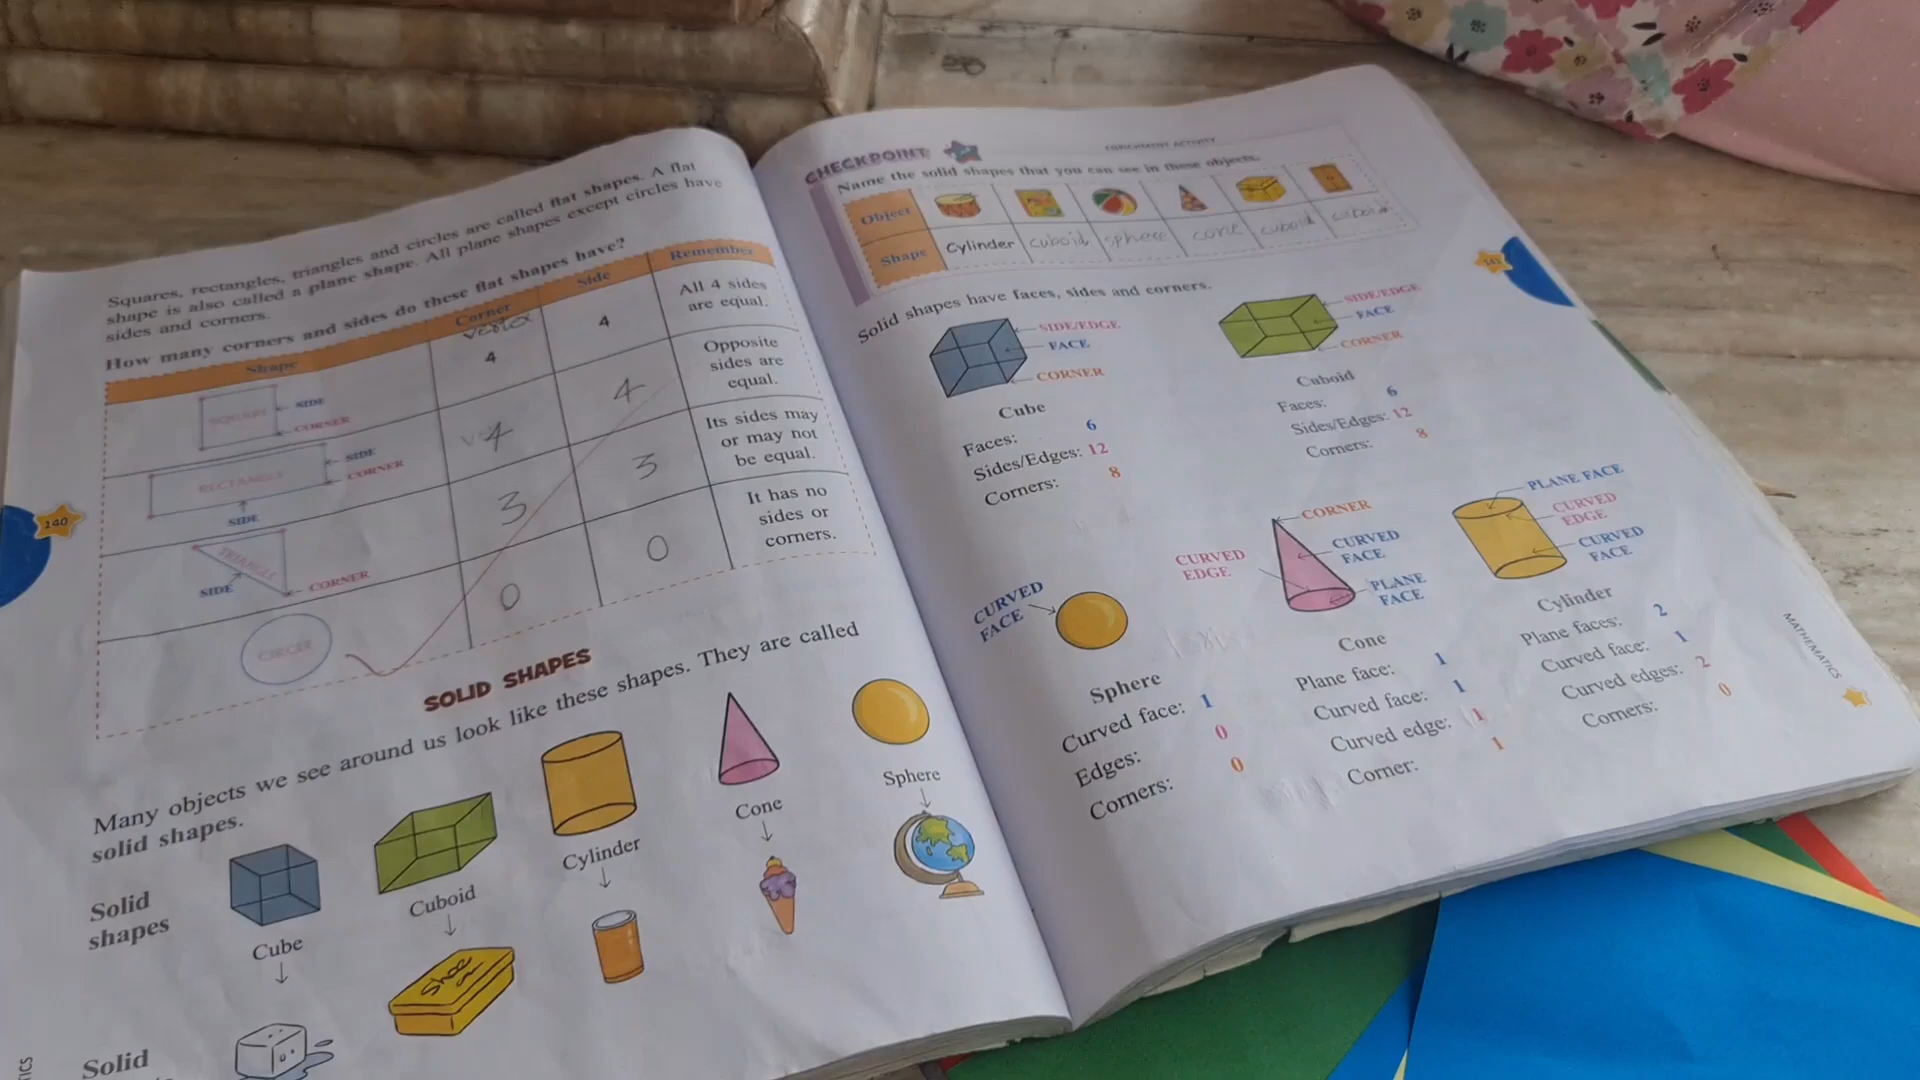 Squares, rectangles, triangles and circles are called flat shapes. A flat
shape is also called a plane shape. All plane shapes except circles have
sides and corners.
How many corners and sides do these flat shapes have?
Shape Corner Side Remember
vertex
SQUARE
SIDE
CORNER
4 4
All 4 sides
are equal.
RECTANGLE
SIDE
CORNER
SIDE
4 4
Opposite
sides are
equal.
TRIANGLE
SIDE
CORNER
3 3
Its sides may
or may not
be equal.
CIRCLE
0 0
It has no
sides or
corners.
140
SOLID SHAPES
Many objects we see around us look like these shapes. They are called
solid shapes.
Solid
shapes
Cube
Cuboid
Cylinder
Cone
Sphere
Shoe
Solid
TICS
CHECKPOINT
ENRICHMENT ACTIVITY
Name the solid shapes that you can see in these objects.
Object
Shape Cylinder cuboid sphere cone cuboid cuboid
141
Solid shapes have faces, sides and corners.
SIDE/EDGE
FACE
CORNER
Cube
Faces: 6
Sides/Edges: 12
Corners: 8
SIDE/EDGE
FACE
CORNER
Cuboid
Faces: 6
Sides/Edges: 12
Corners: 8
CURVED
FACE
Sphere
Curved face: 1
Edges: 0
Corners: 0
CORNER
CURVED
EDGE
CURVED
FACE
PLANE
FACE
Cone
Plane face: 1
Curved face: 1
Curved edge: 1
Corner: 1
PLANE FACE
CURVED
EDGE
CURVED
FACE
Cylinder
Plane faces: 2
Curved face: 1
Curved edges: 2
Corners: 0
MATHEMATICS